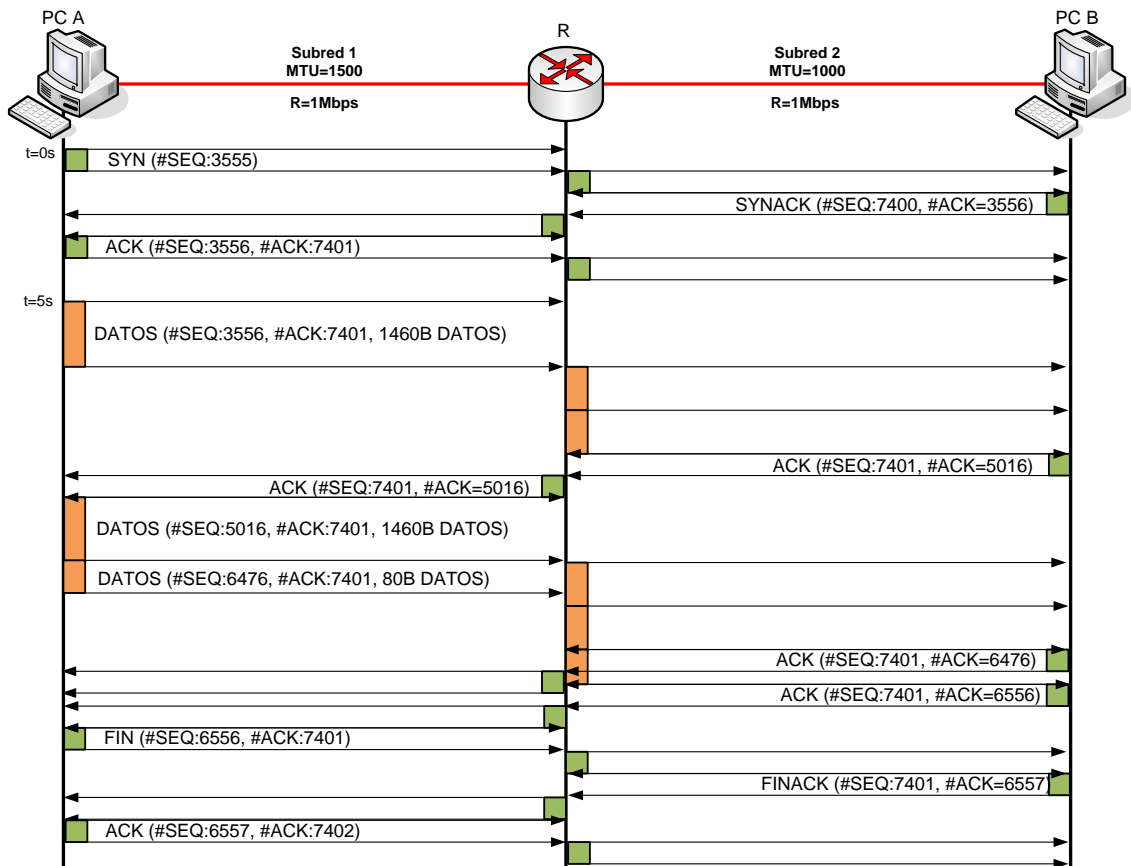 PC A
R
PC B
Subred 1
MTU=1500
R=1Mbps
Subred 2
MTU=1000
R=1Mbps
t=0s
SYN (#SEQ:3555)
SYNACK (#SEQ:7400, #ACK=3556)
ACK (#SEQ:3556, #ACK:7401)
t=5s
DATOS (#SEQ:3556, #ACK:7401, 1460B DATOS)
ACK (#SEQ:7401, #ACK=5016)
ACK (#SEQ:7401, #ACK=5016)
DATOS (#SEQ:5016, #ACK:7401, 1460B DATOS)
DATOS (#SEQ:6476, #ACK:7401, 80B DATOS)
ACK (#SEQ:7401, #ACK=6476)
ACK (#SEQ:7401, #ACK=6556)
FIN (#SEQ:6556, #ACK:7401)
FINACK (#SEQ:7401, #ACK=6557)
ACK (#SEQ:6557, #ACK:7402)